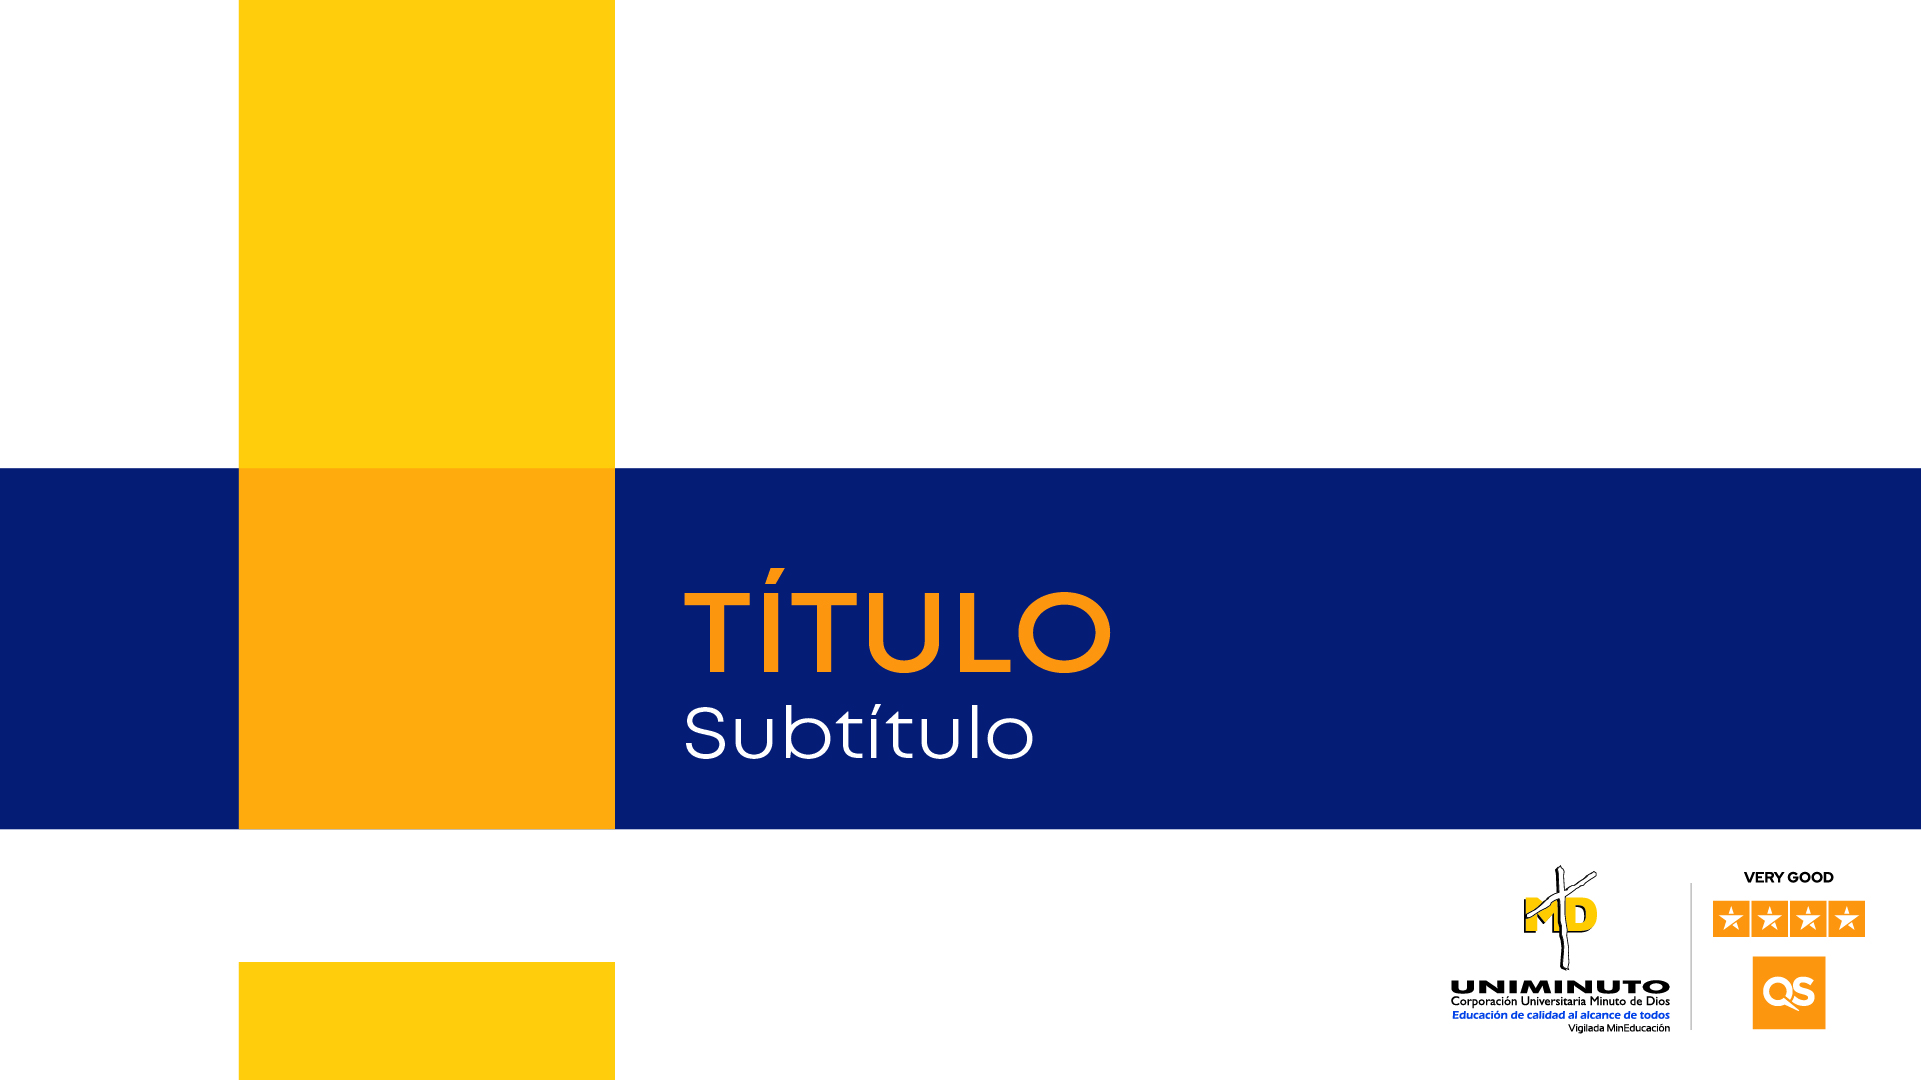 TÍTULO
Subtítulo
MD
UNIMINUTO
Corporación Universitaria Minuto de Dios
Educación de calidad al alcance de todos
Vigilada MinEducación
VERY GOOD
QS